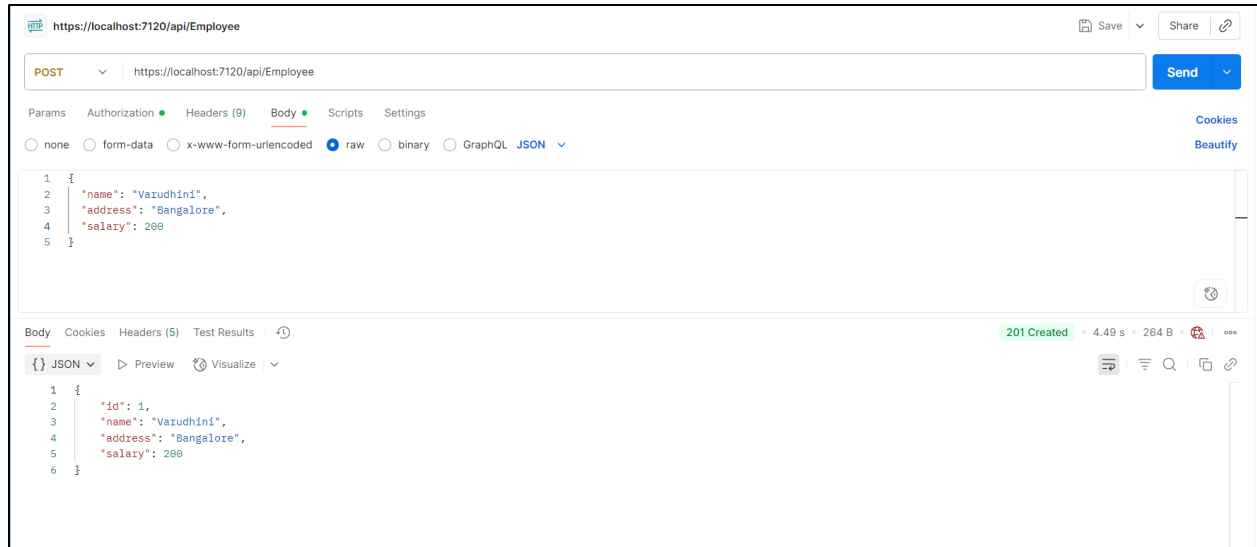 HTTP https://localhost:7120/api/Employee Save Share
POST https://localhost:7120/api/Employee Send
Params Authorization Headers (9) Body Scripts Settings Cookies
none form-data x-www-form-urlencoded raw binary GraphQL JSON Beautify
1 {
2 "name": "Varudhini",
3 "address": "Bangalore",
4 "salary": 200
5 }
Body Cookies Headers (5) Test Results 201 Created 4.49 s 264 B
{} JSON Preview Visualize
1 {
2 "id": 1,
3 "name": "Varudhini",
4 "address": "Bangalore",
5 "salary": 200
6 }